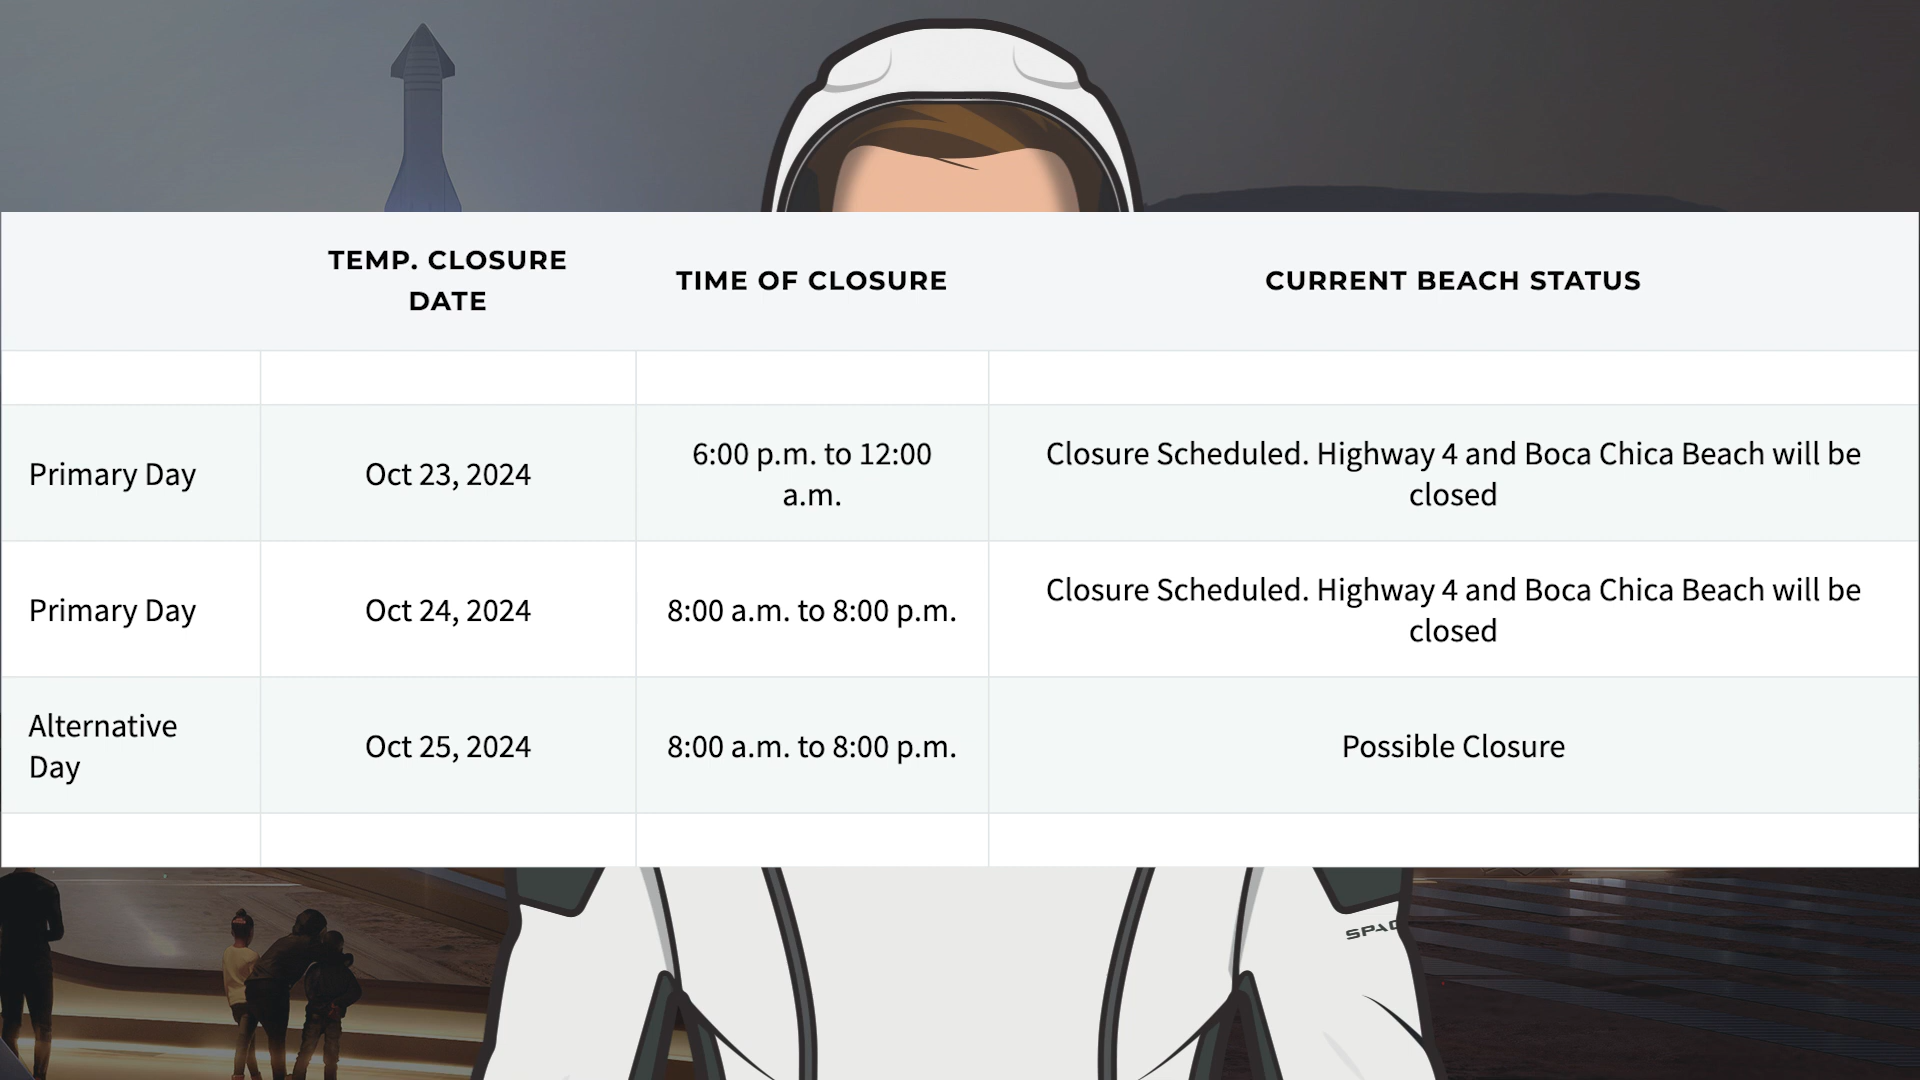 TEMP. CLOSURE
DATE
TIME OF CLOSURE
CURRENT BEACH STATUS
Primary Day
Oct 23, 2024
6:00 p.m. to 12:00
a.m.
Closure Scheduled. Highway 4 and Boca Chica Beach will be
closed
Primary Day
Oct 24, 2024
8:00 a.m. to 8:00 p.m.
Closure Scheduled. Highway 4 and Boca Chica Beach will be
closed
Alternative
Day
Oct 25, 2024
8:00 a.m. to 8:00 p.m.
Possible Closure